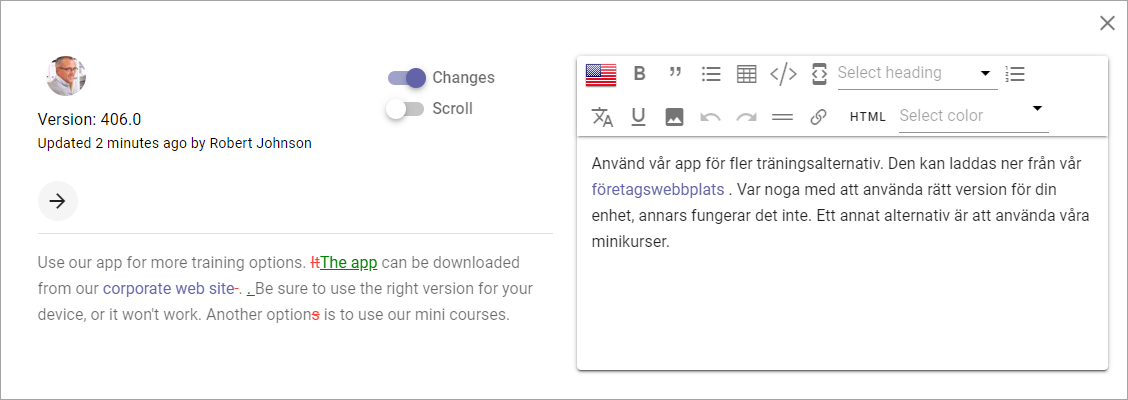 Changes
Scroll
Version: 406.0
Updated 2 minutes ago by Robert Johnson
Use our app for more training options. ItThe app can be downloaded
from our corporate web site . . Be sure to use the right version for your
device, or it won't work. Another options is to use our mini courses.
B ” </> Select heading
U HTML Select color
Använd vår app för fler träningsalternativ. Den kan laddas ner från vår
företagswebbplats . Var noga med att använda rätt version för din
enhet, annars fungerar det inte. Ett annat alternativ är att använda våra
minikurser.